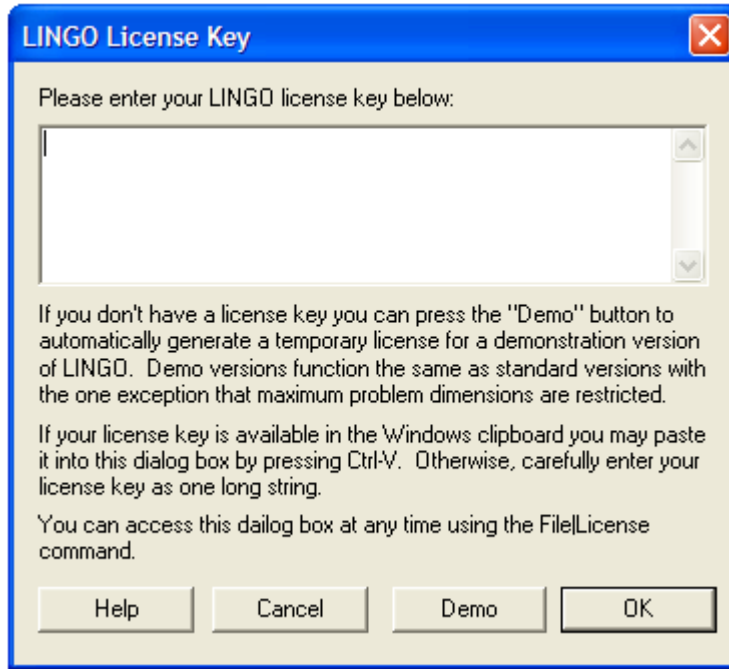 LINGO License Key
Please enter your LINGO license key below:
If you don't have a license key you can press the "Demo" button to
automatically generate a temporary license for a demonstration version
of LINGO. Demo versions function the same as standard versions with
the one exception that maximum problem dimensions are restricted.
If your license key is available in the Windows clipboard you may paste
it into this dialog box by pressing Ctrl-V. Otherwise, carefully enter your
license key as one long string.
You can access this dailog box at any time using the File|License
command.
Help Cancel Demo OK